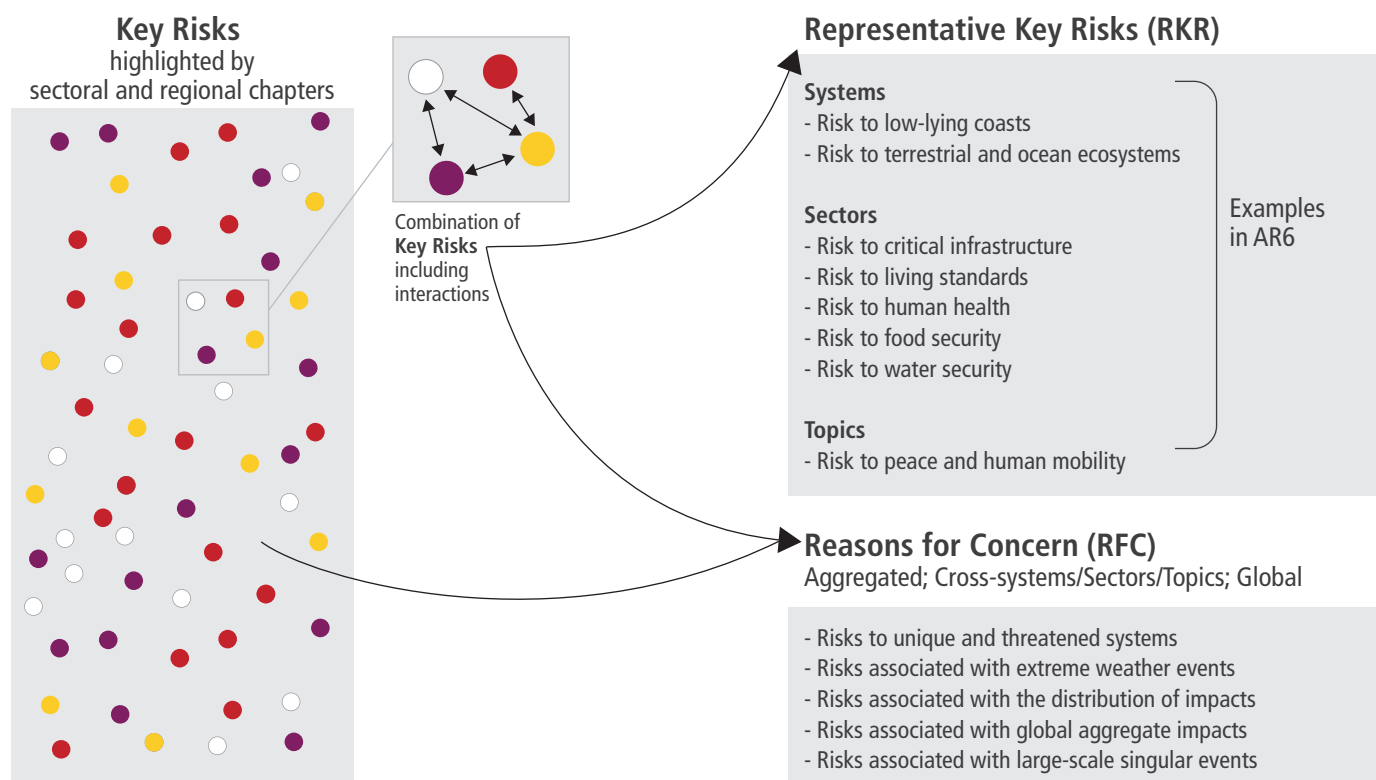 Key Risks
highlighted by
sectoral and regional chapters
Combination of
Key Risks
including
interactions
Representative Key Risks (RKR)
Systems
- Risk to low-lying coasts
- Risk to terrestrial and ocean ecosystems
Sectors
- Risk to critical infrastructure
- Risk to living standards
- Risk to human health
- Risk to food security
- Risk to water security
Topics
- Risk to peace and human mobility
Examples
in AR6
Reasons for Concern (RFC)
Aggregated; Cross-systems/Sectors/Topics; Global
- Risks to unique and threatened systems
- Risks associated with extreme weather events
- Risks associated with the distribution of impacts
- Risks associated with global aggregate impacts
- Risks associated with large-scale singular events